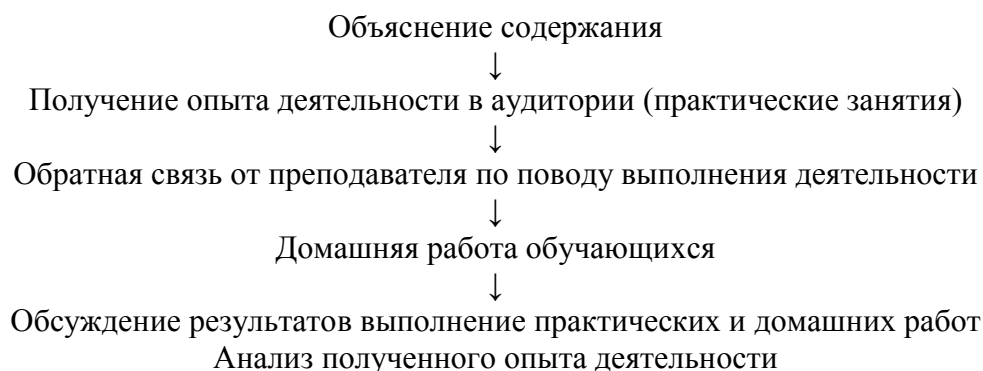 Объяснение содержания
↓
Получение опыта деятельности в аудитории (практические занятия)
↓
Обратная связь от преподавателя по поводу выполнения деятельности
↓
Домашняя работа обучающихся
↓
Обсуждение результатов выполнение практических и домашних работ
Анализ полученного опыта деятельности